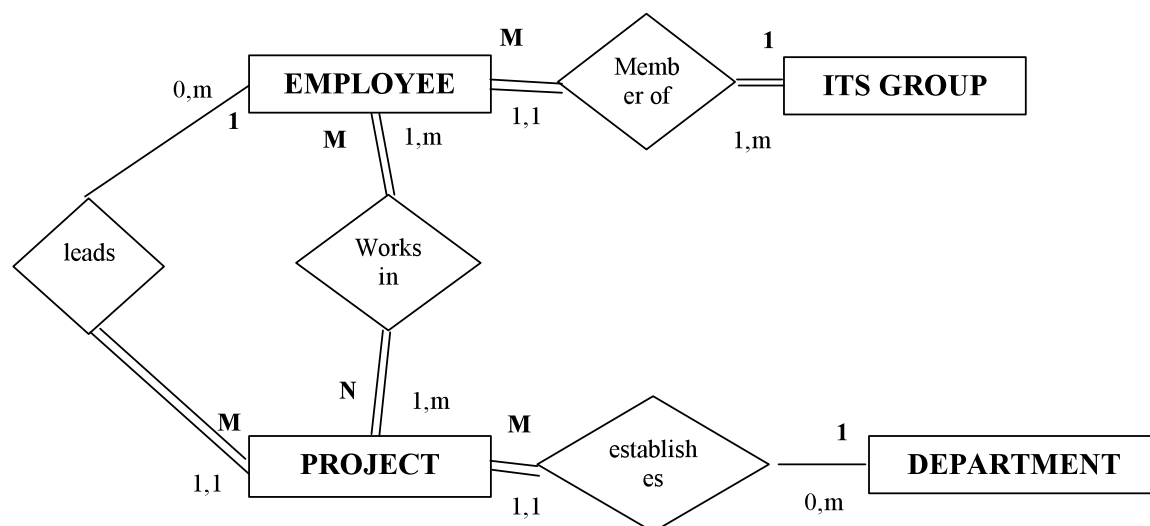 M
1
EMPLOYEE
Memb
er of
ITS GROUP
0,m
1
1,1
M
1,m
1,m
leads
Works
in
N
1,m
M
M
1
PROJECT
establish
es
DEPARTMENT
1,1
1,1
0,m